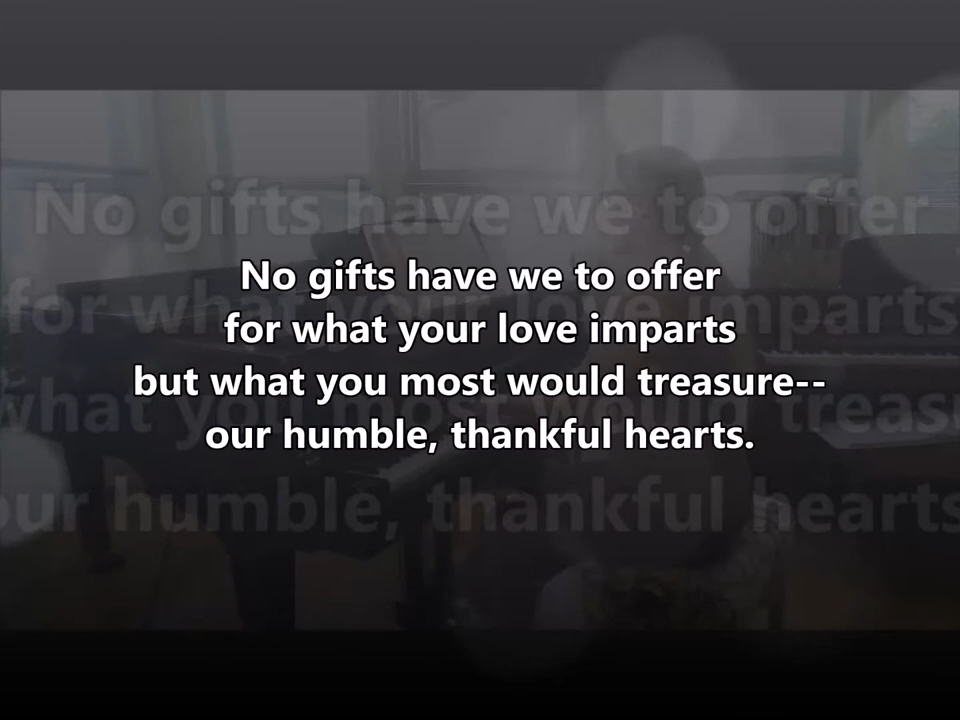 No gifts have we to offer
for what your love imparts
but what you most would treasure--
our humble, thankful hearts.